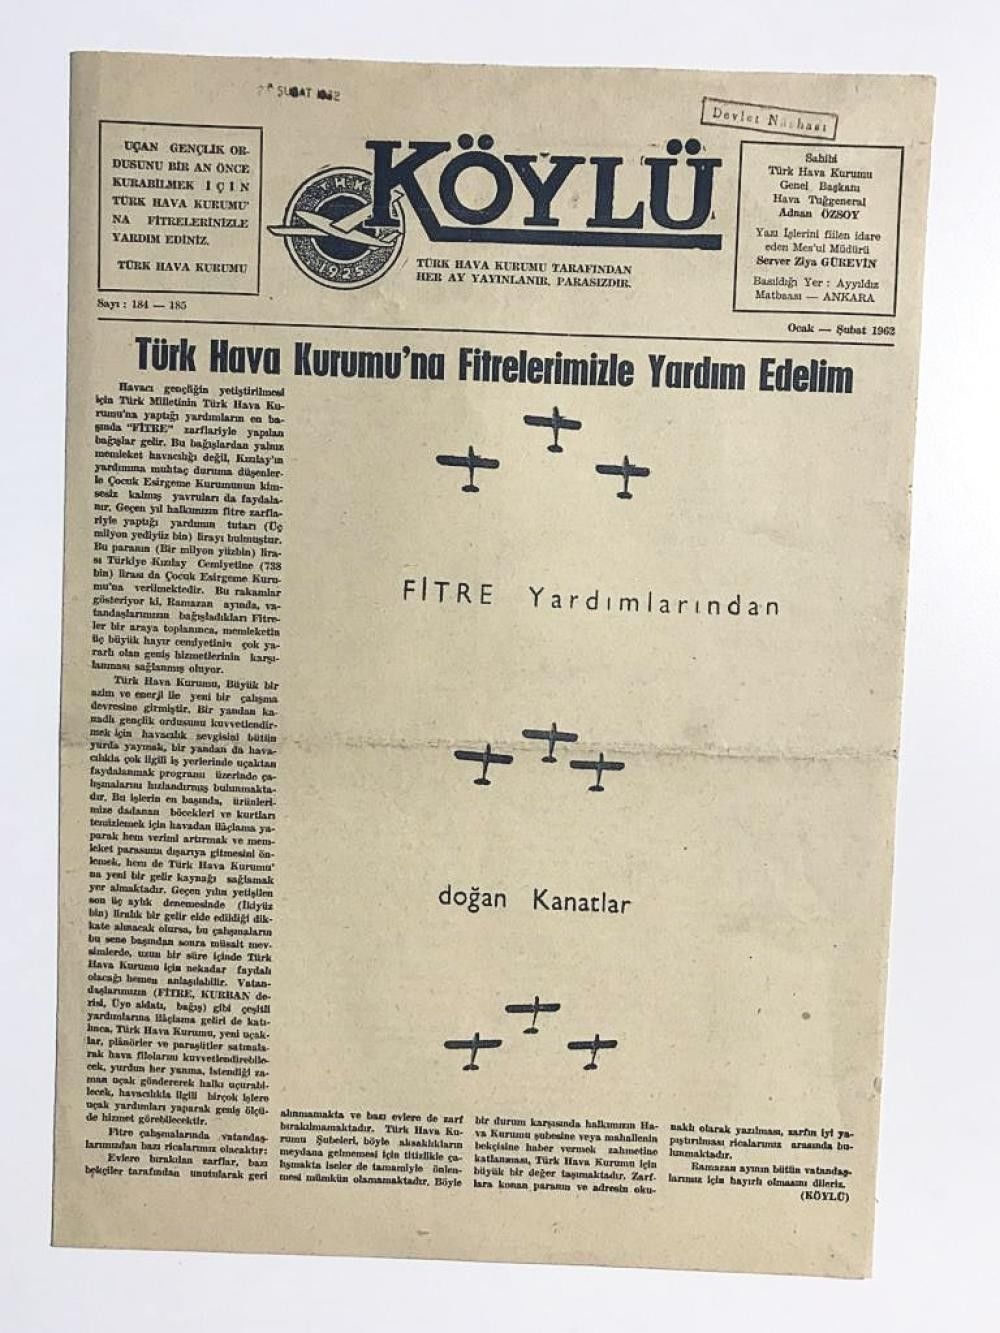 ŞUBAT
Devlet Nüshası
UÇAN GENÇLİK OR-
DUSUNU BİR AN ÖNCE
KURABİLMEK İÇİN
TÜRK HAVA KURUMU'
NA FİTRELERİNİZLE
YARDIM EDİNİZ.
TÜRK HAVA KURUMU
Sayı : 184 — 185
T.H.K.
1925
KÖYLÜ
TÜRK HAVA KURUMU TARAFINDAN
HER AY YAYINLANIR. PARASIZDIR.
Sahibi
Türk Hava Kurumu
Genel Başkanı
Hava Tuğgeneral
Adnan ÖZSOY
Yazı İşlerini fiilen idare
eden Mes'ul Müdürü
Server Ziya GÜREVİN
Basıldığı Yer : Ayyıldız
Matbaası — ANKARA
Ocak — Şubat 1962
Türk Hava Kurumu'na Fitrelerimizle Yardım Edelim
Havacı gençliğin yetiştirilmesi
için Türk Milletinin Türk Hava Ku-
rumu'na yaptığı yardımların en ba-
şında "FİTRE" zarflariyle yapılan
bağışlar gelir. Bu bağışlardan yalnız
memleket havacılığı değil, Kızılay'ın
yardımına muhtaç duruma düşenler-
le Çocuk Esirgeme Kurumunun kim-
sesiz kalmış yavruları da faydala-
nır. Geçen yıl halkımızın fitre zarfla-
riyle yaptığı yardımın tutarı (Üç
milyon yediyüz bin) lirayı bulmuştur.
Bu paranın (Bir milyon yüzbin) lira-
sı Türkiye Kızılay Cemiyetine (738
bin) lirası da Çocuk Esirgeme Kuru-
mu'na verilmektedir. Bu rakamlar
gösteriyor ki, Ramazan ayında, va-
tandaşlarımızın bağışladıkları Fitre-
ler bir araya toplanınca, memleketin
üç büyük hayır cemiyetinin çok ya-
rarlı olan geniş hizmetlerinin karşı-
lanması sağlanmış oluyor.
Türk Hava Kurumu, Büyük bir
azim ve enerji ile yeni bir çalışma
devresine girmiştir. Bir yandan ka-
nadlı gençlik ordusunu kuvvetlendir-
mek için havacılık sevgisini bütün
yurda yaymak, bir yandan da hava-
cılıkla çok ilgili iş yerlerinde uçaktan
faydalanmak programı üzerinde ça-
lışmalarını hızlandırmış bulunmakta-
dır. Bu işlerin en başında, ürünleri-
mize dadanan böcekleri ve kurtları
temizlemek için havadan ilâçlama ya-
parak hem verimi artırmak ve mem-
leket parasının dışarıya gitmesini ön-
lemek, hem de Türk Hava Kurumu'
na yeni bir gelir kaynağı sağlamak
yer almaktadır. Geçen yılın yetişilen
son üç aylık denemesinde (İkiyüz
bin) liralık bir gelir elde edildiği dik-
kate alınacak olursa, bu çalışmaların
bu sene başından sonra müsait mev-
simlerde, uzun bir süre içinde Türk
Hava Kurumu için nekadar faydalı
olacağı hemen anlaşılabilir. Vatan-
daşlarımızın (FİTRE, KURBAN de-
risi, Üye aidatı, bağış) gibi çeşitli
yardımlarına ilâçlama geliri de katı-
lınca, Türk Hava Kurumu, yeni uçak-
lar, plânörler ve paraşütler satınala-
rak hava filolarını kuvvetlendirebile-
cek, yurdun her yanına, istendiği za-
man uçak göndererek halkı uçurabi-
lecek, havacılıkla ilgili birçok işlere
uçak yardımları yaparak geniş ölçü-
de hizmet görebilecektir.
Fitre çalışmalarında vatandaş-
larımızdan bazı ricalarımız olacaktır:
Evlere bırakılan zarflar, bazı
bekçiler tarafından unutularak geri
FİTRE Yardımlarından
doğan Kanatlar
alınmamakta ve bazı evlere de zarf
bırakılmamaktadır. Türk Hava Ku-
rumu Şubeleri, böyle aksaklıkların
meydana gelmemesi için titizlikle ça-
lışmakta iseler de tamamiyle önlen-
mesi mümkün olamamaktadır. Böyle
bir durum karşısında halkımızın Ha-
va Kurumu şubesine veya mahallenin
bekçisine haber vermek zahmetine
katlanması, Türk Hava Kurumu için
büyük bir değer taşımaktadır. Zarf-
lara konan paranın ve adresin oku-
naklı olarak yazılması, zarfın iyi ya-
pıştırılması ricalarımız arasında bu-
lunmaktadır.
Ramazan ayının bütün vatandaş-
larımız için hayırlı olmasını dileriz.
(KÖYLÜ)